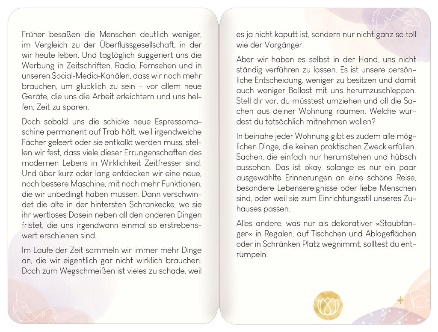 Früher besaßen die Menschen deutlich weniger,
im Vergleich zu der Überflussgesellschaft, in der
wir heute leben. Und tagtäglich suggeriert uns die
Werbung in Zeitschriften, Radio, Fernsehen und in
unseren Social-Media-Kanälen, dass wir noch mehr
brauchen, um glücklich zu sein – vor allem neue
Geräte, die uns die Arbeit erleichtern und uns hel-
fen, Zeit zu sparen.
Doch sobald uns die schicke neue Espressoma-
schine permanent auf Trab hält, weil irgendwelche
Fächer geleert oder sie entkalkt werden muss, stel-
len wir fest, dass viele dieser Errungenschaften des
modernen Lebens in Wirklichkeit Zeitfresser sind.
Und über kurz oder lang entdecken wir eine neue,
noch bessere Maschine, mit noch mehr Funktionen,
die wir unbedingt haben müssen. Dann verschwin-
det die alte in der hintersten Schrankecke, wo sie
ihr wertloses Dasein neben all den anderen Dingen
fristet, die uns irgendwann einmal so erstrebens-
wert erschienen sind.
Im Laufe der Zeit sammeln wir immer mehr Dinge
an, die wir eigentlich gar nicht wirklich brauchen.
Doch zum Wegschmeißen ist vieles zu schade, weil
es ja nicht kaputt ist, sondern nur nicht ganz so toll
wie der Vorgänger.
Aber wir haben es selbst in der Hand, uns nicht
ständig verführen zu lassen. Es ist unsere persön-
liche Entscheidung, weniger zu besitzen und damit
auch weniger Ballast mit uns herumzuschleppen.
Stell dir vor, du müsstest umziehen und all die Sa-
chen aus deiner Wohnung räumen. Welche wür-
dest du tatsächlich mitnehmen wollen?
In beinahe jeder Wohnung gibt es zudem alle mög-
lichen Dinge, die keinen praktischen Zweck erfüllen.
Sachen, die einfach nur herumstehen und hübsch
aussehen. Das ist okay, solange es nur ein paar
ausgewählte Erinnerungen an eine schöne Reise,
besondere Lebensereignisse oder liebe Menschen
sind, oder weil sie zum Einrichtungsstil unseres Zu-
hauses passen.
Alles andere, was nur als dekorativer »Staubfän-
ger« in Regalen, auf Tischchen und Ablageflächen
oder in Schränken Platz wegnimmt, solltest du ent-
rümpeln.